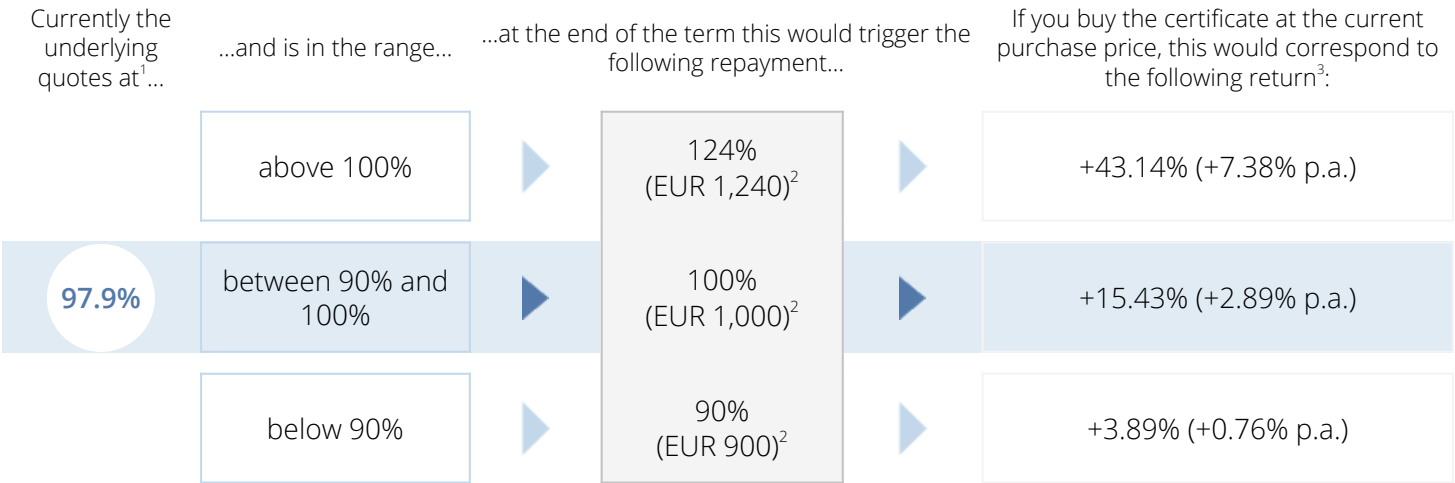 Currently the
underlying
quotes at¹...
...and is in the range...
...at the end of the term this would trigger the
following repayment...
If you buy the certificate at the current
purchase price, this would correspond to
the following return³:
above 100%
124%
(EUR 1,240)²
+43.14% (+7.38% p.a.)
97.9%
between 90% and
100%
100%
(EUR 1,000)²
+15.43% (+2.89% p.a.)
below 90%
90%
(EUR 900)²
+3.89% (+0.76% p.a.)